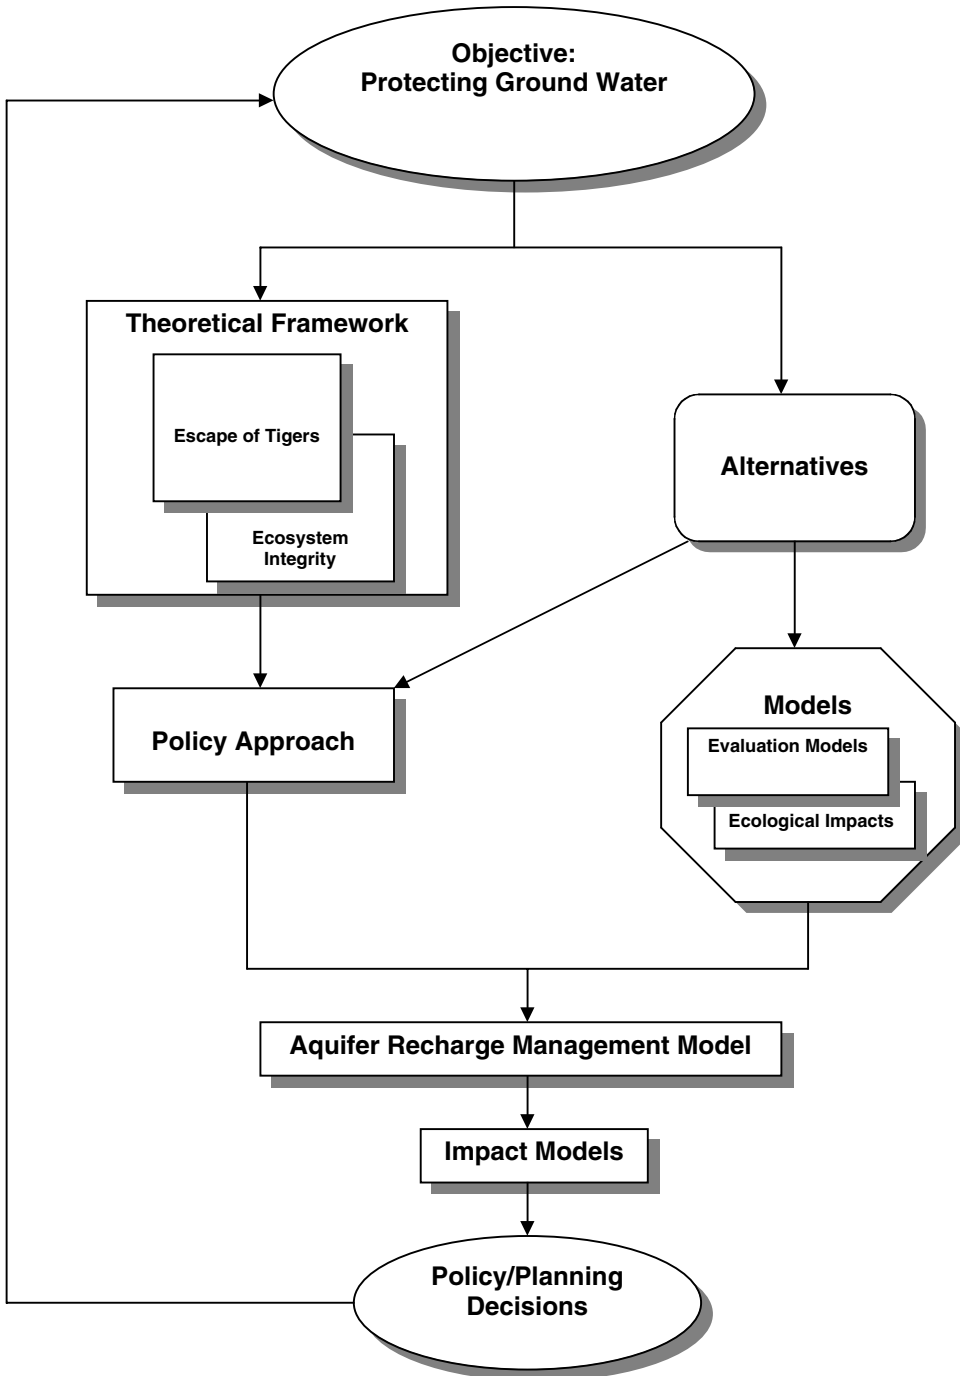 Objective:
Protecting Ground Water
Theoretical Framework
Escape of Tigers
Ecosystem
Integrity
Alternatives
Policy Approach
Models
Evaluation Models
Ecological Impacts
Aquifer Recharge Management Model
Impact Models
Policy/Planning
Decisions